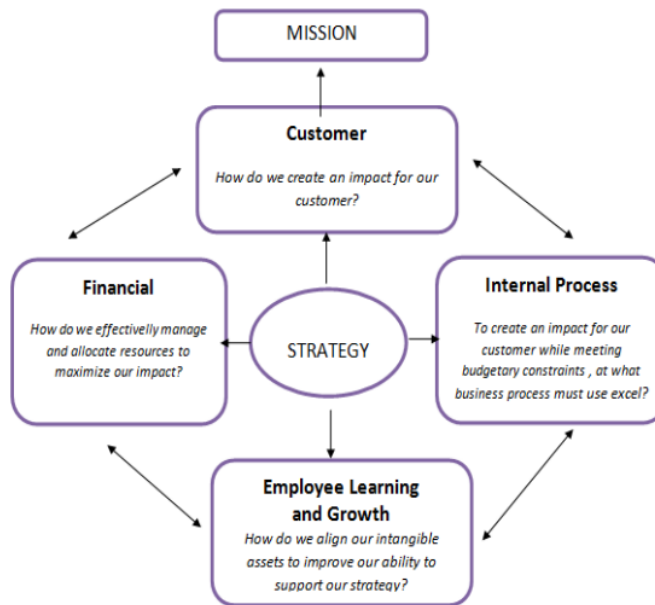 MISSION
Customer
How do we create an impact for our
customer?
Financial
How do we effectivelly manage
and allocate resources to
maximize our impact?
STRATEGY
Internal Process
To create an impact for our
customer while meeting
budgetary constraints , at what
business process must use excel?
Employee Learning
and Growth
How do we align our intangible
assets to improve our ability to
support our strategy?